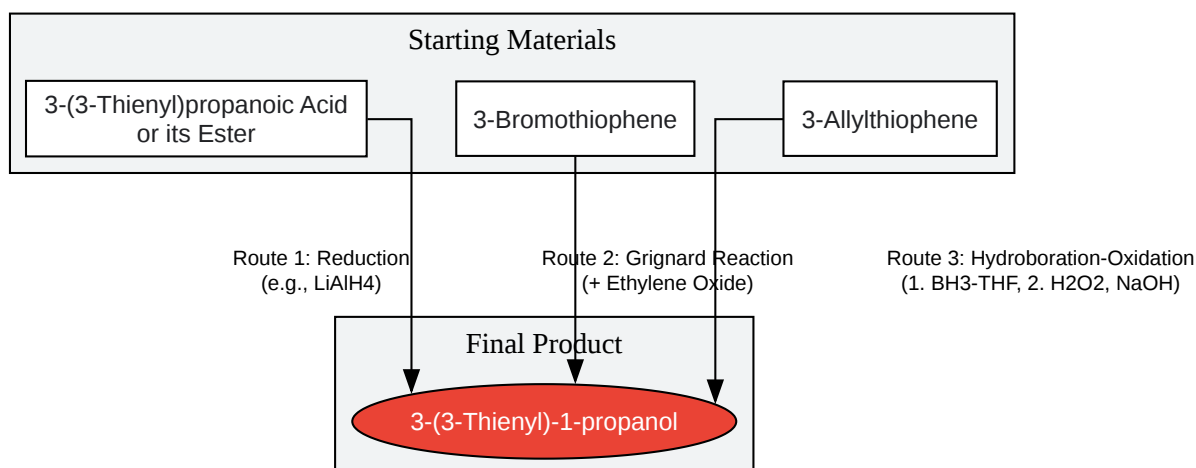 Starting Materials
3-(3-Thienyl)propanoic Acid
or its Ester
3-Bromothiophene
3-Allylthiophene
Route 1: Reduction
(e.g., LiAlH4)
Route 2: Grignard Reaction
(+ Ethylene Oxide)
Route 3: Hydroboration-Oxidation
(1. BH3-THF, 2. H2O2, NaOH)
Final Product
3-(3-Thienyl)-1-propanol